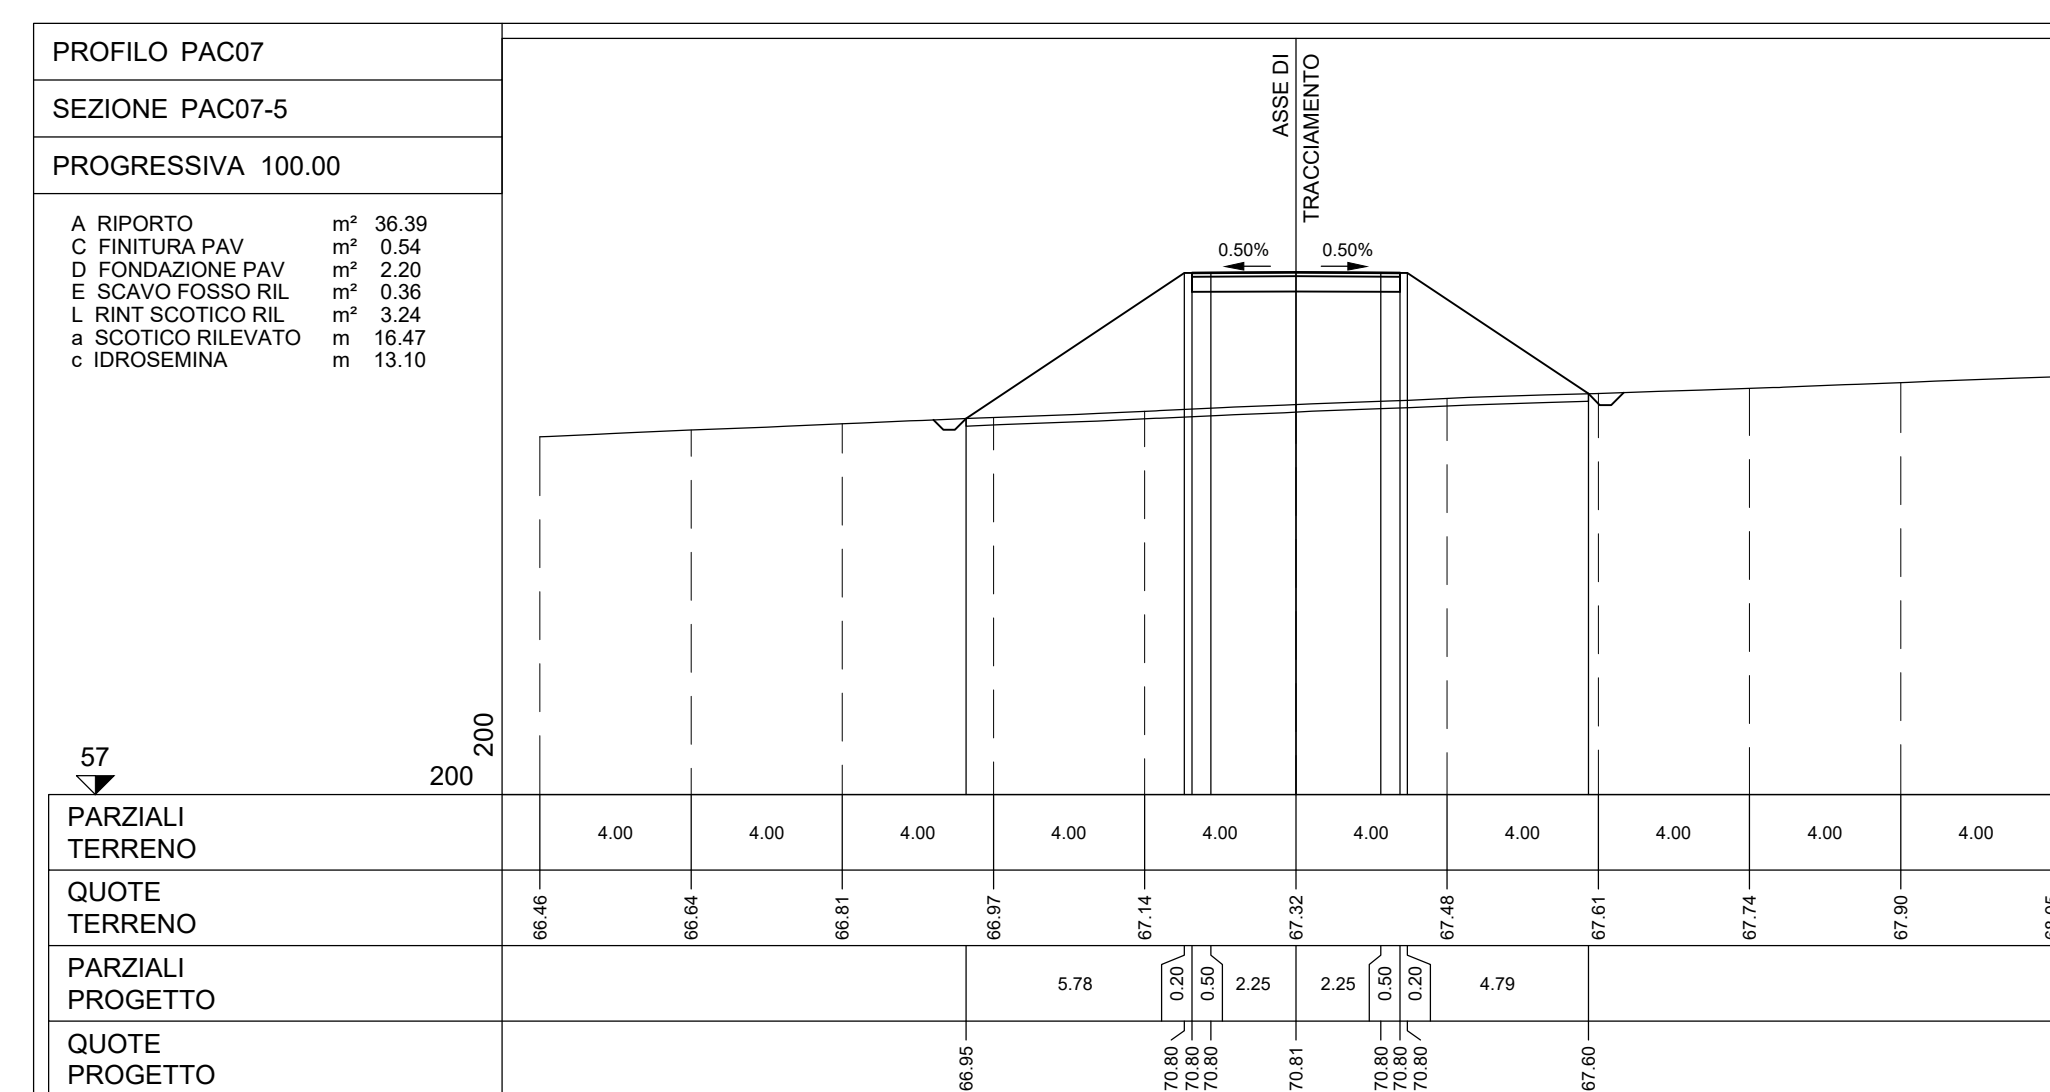 PROFILO PAC07
SEZIONE PAC07-5
PROGRESSIVA 100.00
A RIPORTO m² 36.39
C FINITURA PAV m² 0.54
D FONDAZIONE PAV m² 2.20
E SCAVO FOSSO RIL m² 0.36
L RINT SCOTICO RIL m² 3.24
a SCOTICO RILEVATO m 16.47
c IDROSEMINA m 13.10
ASSE DI
TRACCIAMENTO
0.50% 0.50%
57
200
200
PARZIALI
TERRENO
4.00 4.00 4.00 4.00 4.00 4.00 4.00 4.00 4.00 4.00
QUOTE
TERRENO
66.46 66.64 66.81 66.97 67.14 67.32 67.48 67.61 67.74 67.90
PARZIALI
PROGETTO
5.78 0.20 0.50 2.25 2.25 0.50 0.20 4.79
QUOTE
PROGETTO
66.95 70.80 70.80 70.80 70.81 70.80 70.80 70.80 67.60